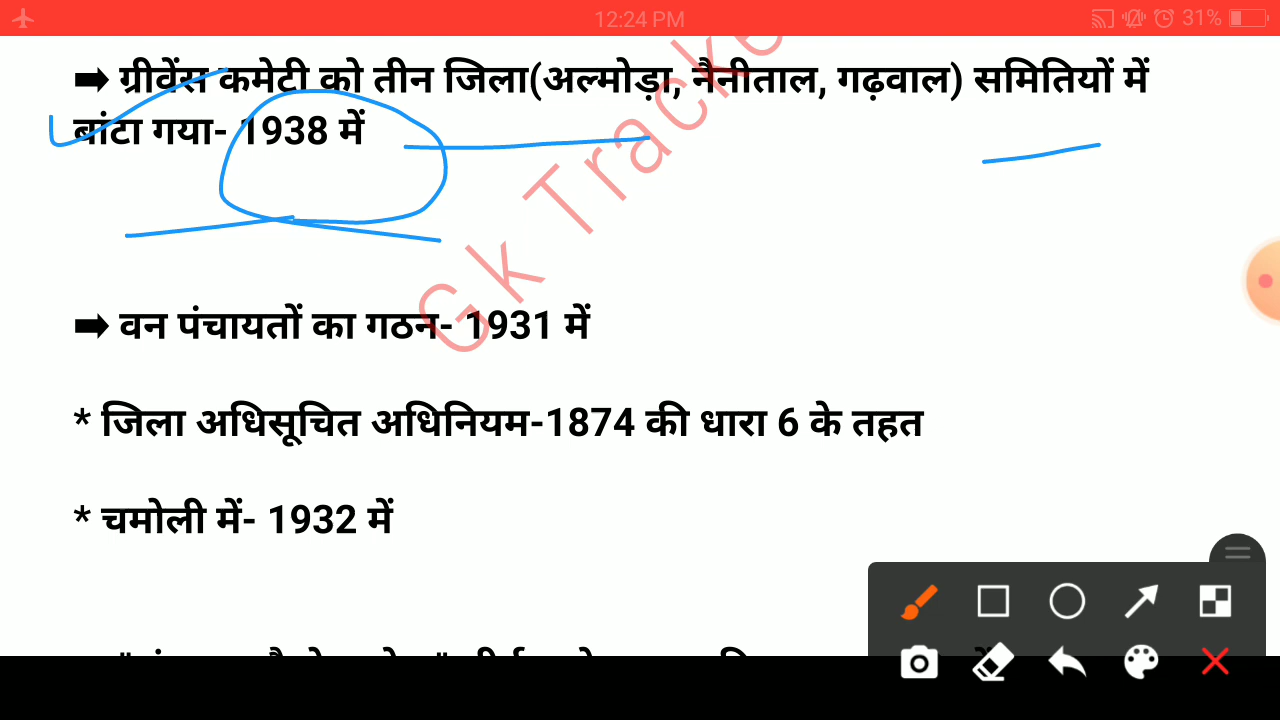 12:24 PM
31%
➡ ग्रीवेंस कमेटी को तीन जिला(अल्मोड़ा, नैनीताल, गढ़वाल) समितियों में
बांटा गया- 1938 में
Gk Tracke
➡ वन पंचायतों का गठन- 1931 में
* जिला अधिसूचित अधिनियम-1874 की धारा 6 के तहत
* चमोली में- 1932 में